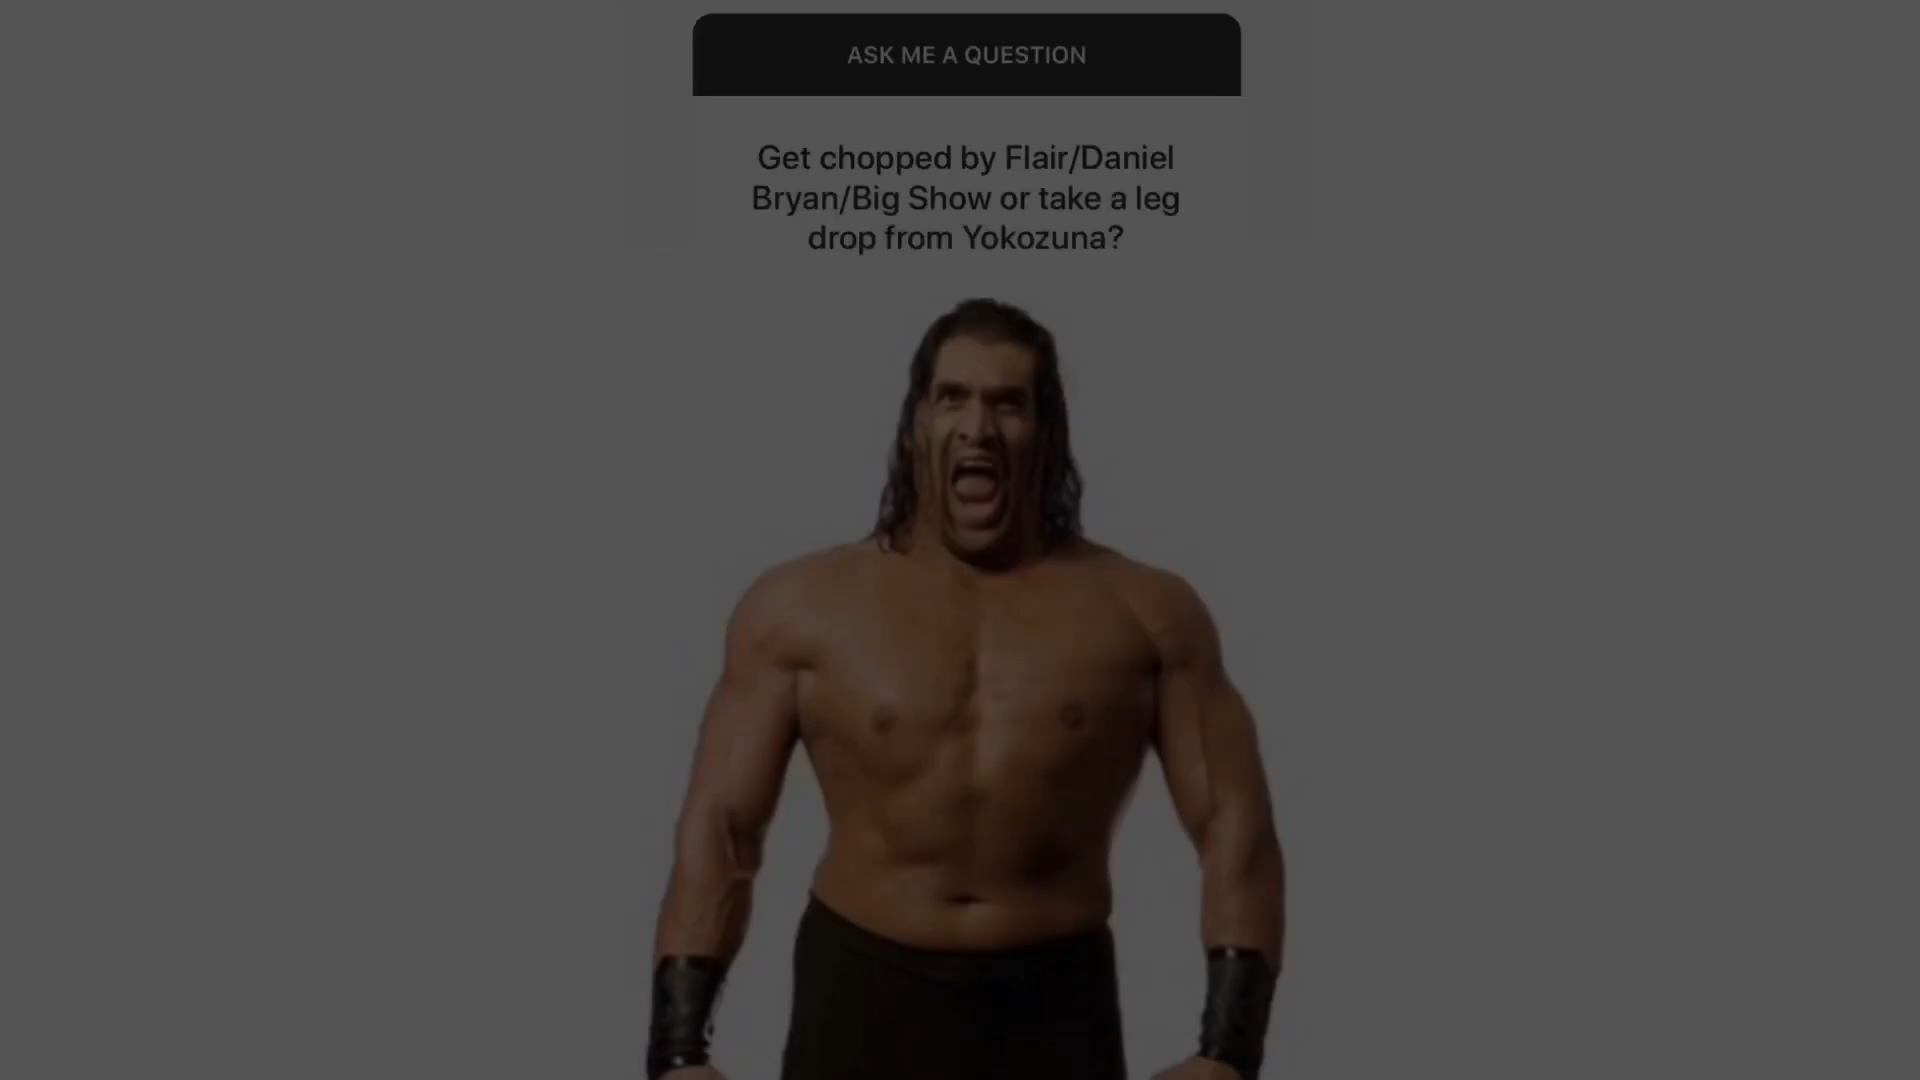 ASK ME A QUESTION
Get chopped by Flair/Daniel
Bryan/Big Show or take a leg
drop from Yokozuna?